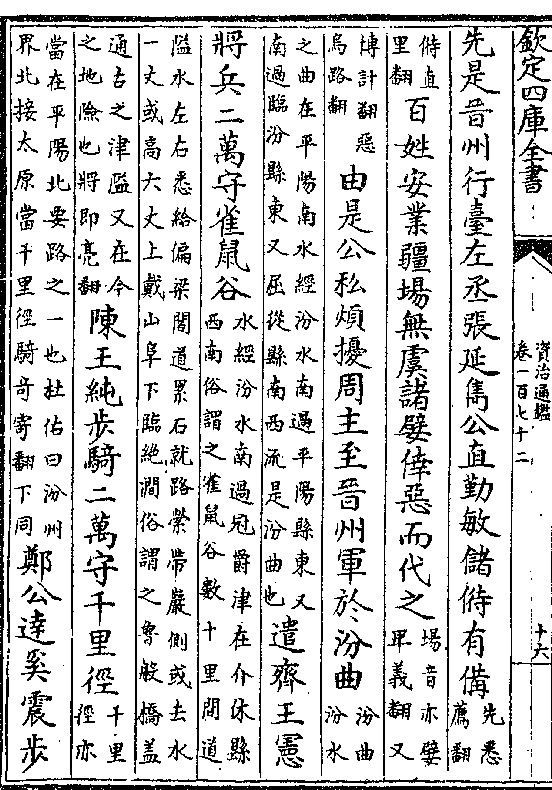 欽定四庫全書
資治通鑑
卷一百七十二
十六
先是晉州行臺左丞張延雋公直勤敏儲偫有備先悉薦翻
偫直里翻百姓安業疆場無虞諸嬖倖惡而代之場音亦嬖卑義翻又
博計翻惡烏路翻由是公私煩擾周主至晉州軍於汾曲汾曲汾水
之曲在平陽南水經汾水南過平陽縣東又南過臨汾縣東又屈從縣南西流是汾曲也遣齊王憲
將兵二萬守雀鼠谷水經汾水南過冠爵津在介休縣西南俗謂之雀鼠谷數十里間道
隘水左右悉給偏梁閣道累石就路縈帶巖側或去水一丈或高六丈上戴山阜下臨絶澗俗謂之魯般橋蓋
通古之津隘又在今之地險也將即亮翻陳王純步騎二萬守千里徑千里徑亦
當在平陽北要路之一也杜佑曰汾州界北接太原當千里徑騎奇寄翻下同鄭公達奚震步